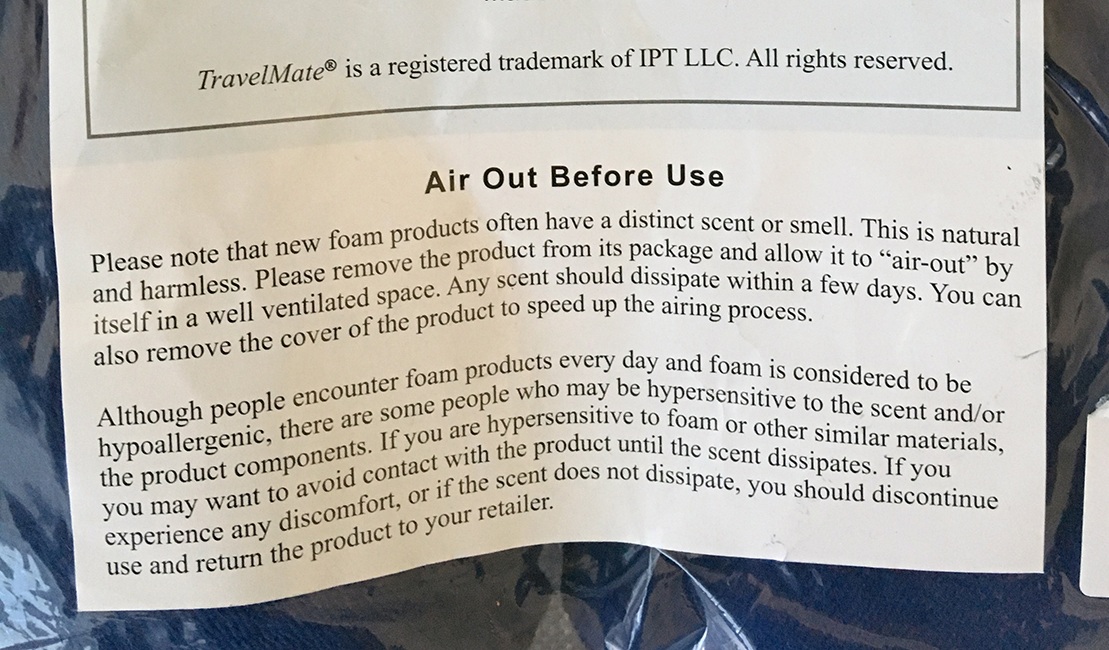 TravelMate® is a registered trademark of IPT LLC. All rights reserved.
Air Out Before Use
Please note that new foam products often have a distinct scent or smell. This is natural
and harmless. Please remove the product from its package and allow it to “air-out” by
itself in a well ventilated space. Any scent should dissipate within a few days. You can
also remove the cover of the product to speed up the airing process.
Although people encounter foam products every day and foam is considered to be
hypoallergenic, there are some people who may be hypersensitive to the scent and/or
the product components. If you are hypersensitive to foam or other similar materials,
you may want to avoid contact with the product until the scent dissipates. If you
experience any discomfort, or if the scent does not dissipate, you should discontinue
use and return the product to your retailer.